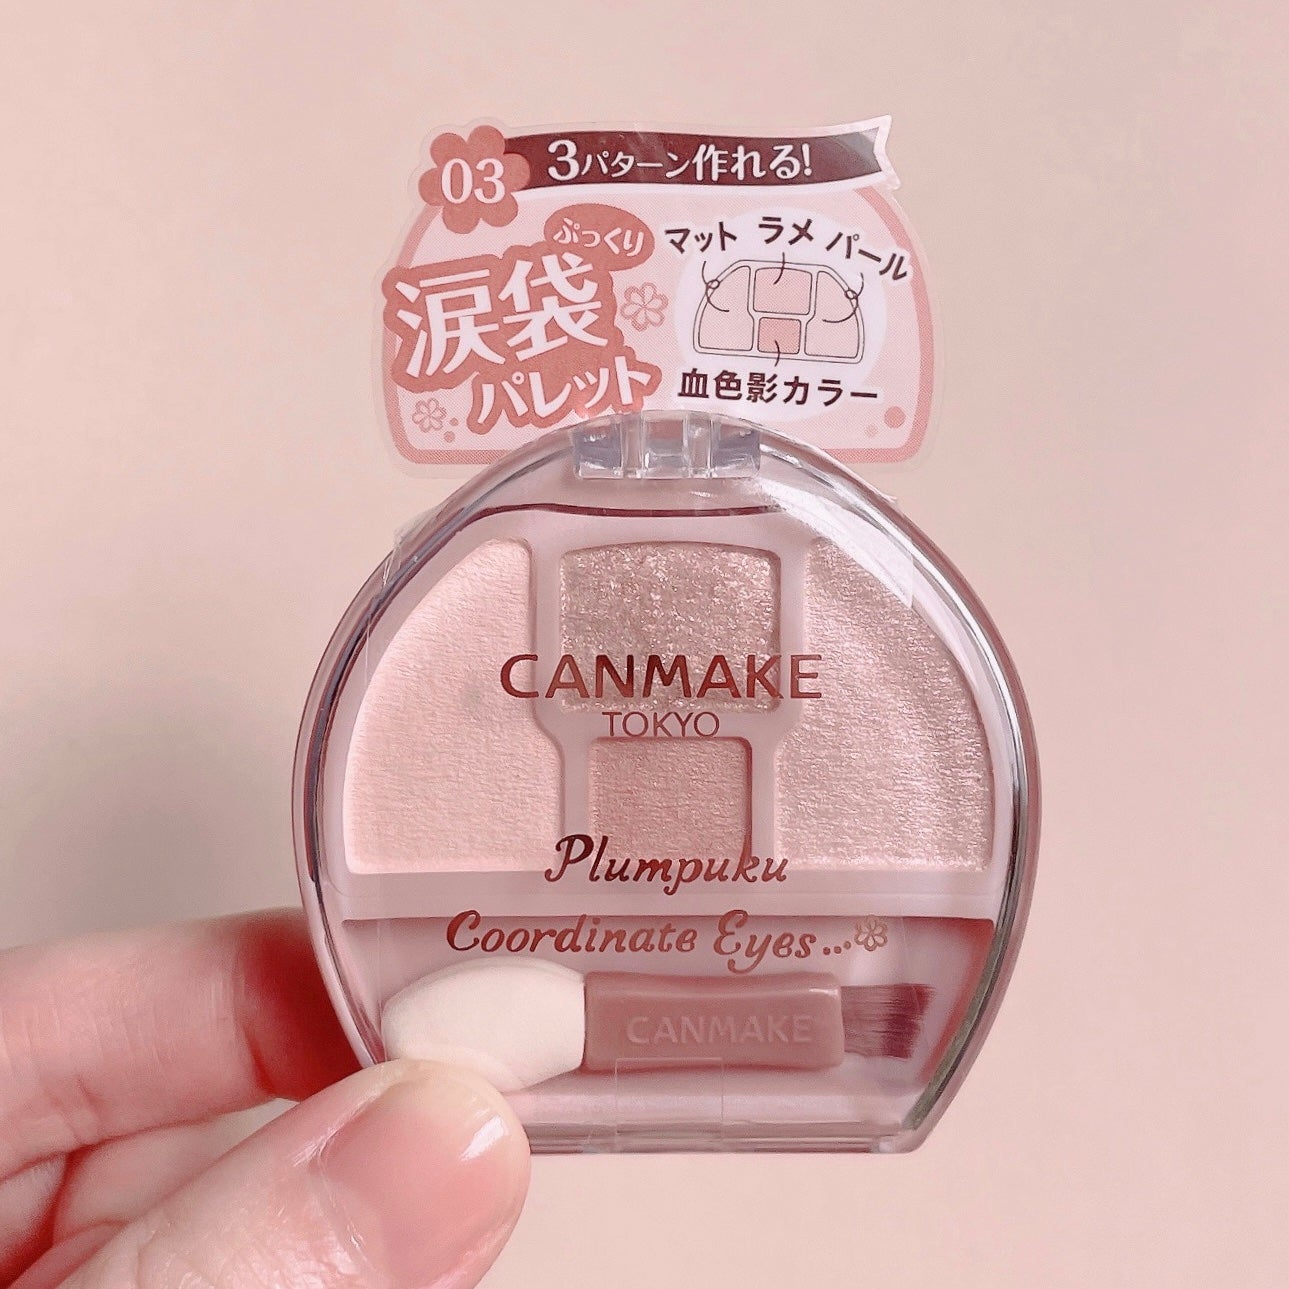 03
3パターン作れる!
ぷっくり
涙袋
パレット
マット ラメ パール
血色影カラー
CANMAKE
TOKYO
Plumpuku
Coordinate Eyes...
CANMAKE